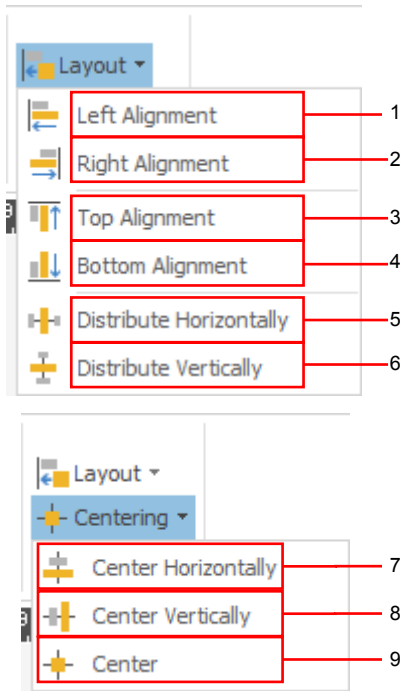 Layout
Left Alignment 1
Right Alignment 2
Top Alignment 3
Bottom Alignment 4
Distribute Horizontally 5
Distribute Vertically 6
Layout
Centering
Center Horizontally 7
Center Vertically 8
Center 9